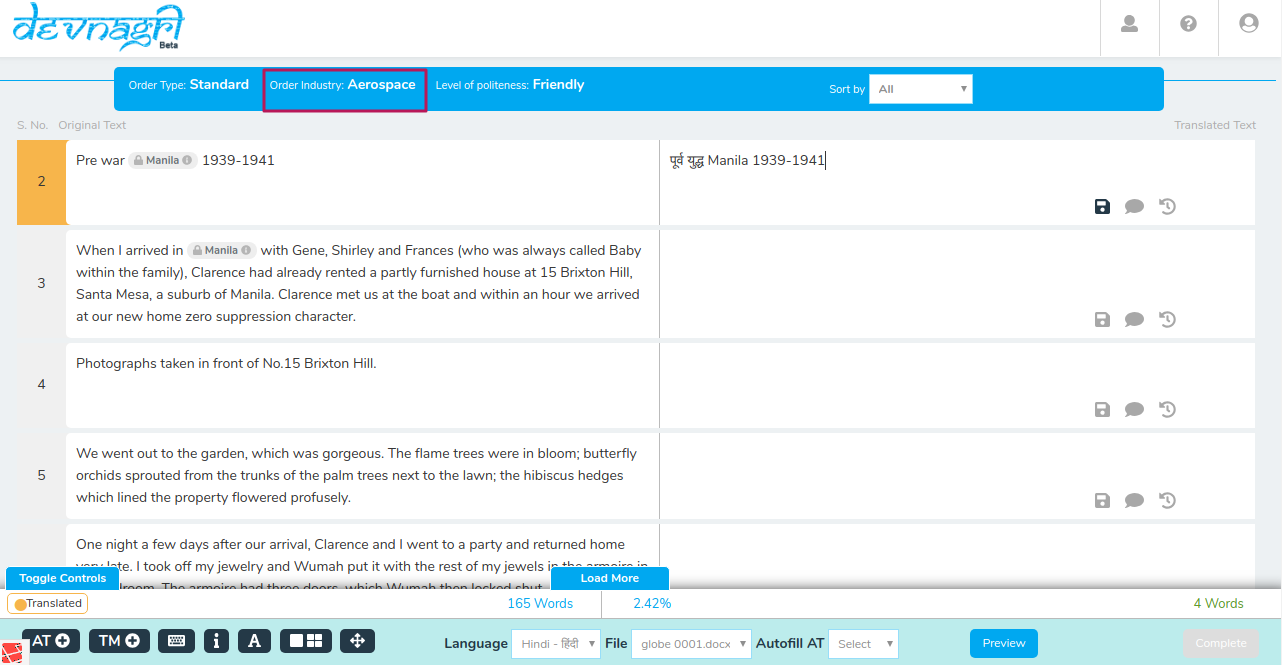 devnagri
Beta
Order Type: Standard Order Industry: Aerospace Level of politeness: Friendly Sort by All
S. No. Original Text Translated Text
2 Pre war Manila 1939-1941 पूर्व युद्ध Manila 1939-1941
3 When I arrived in Manila with Gene, Shirley and Frances (who was always called Baby
within the family), Clarence had already rented a partly furnished house at 15 Brixton Hill,
Santa Mesa, a suburb of Manila. Clarence met us at the boat and within an hour we arrived
at our new home zero suppression character.
4 Photographs taken in front of No.15 Brixton Hill.
5 We went out to the garden, which was gorgeous. The flame trees were in bloom; butterfly
orchids sprouted from the trunks of the palm trees next to the lawn; the hibiscus hedges
which lined the property flowered profusely.
One night a few days after our arrival, Clarence and I went to a party and returned home
very late. I took off my jewelry and Wumah put it with the rest of my jewels in the armoire in
The armoire had three doors, which Wumah then locked shut
Toggle Controls Load More
Translated 165 Words 2.42% 4 Words
AT TM i A Language Hindi - हिंदी File globe 0001.docx Autofill AT Select Preview Complete